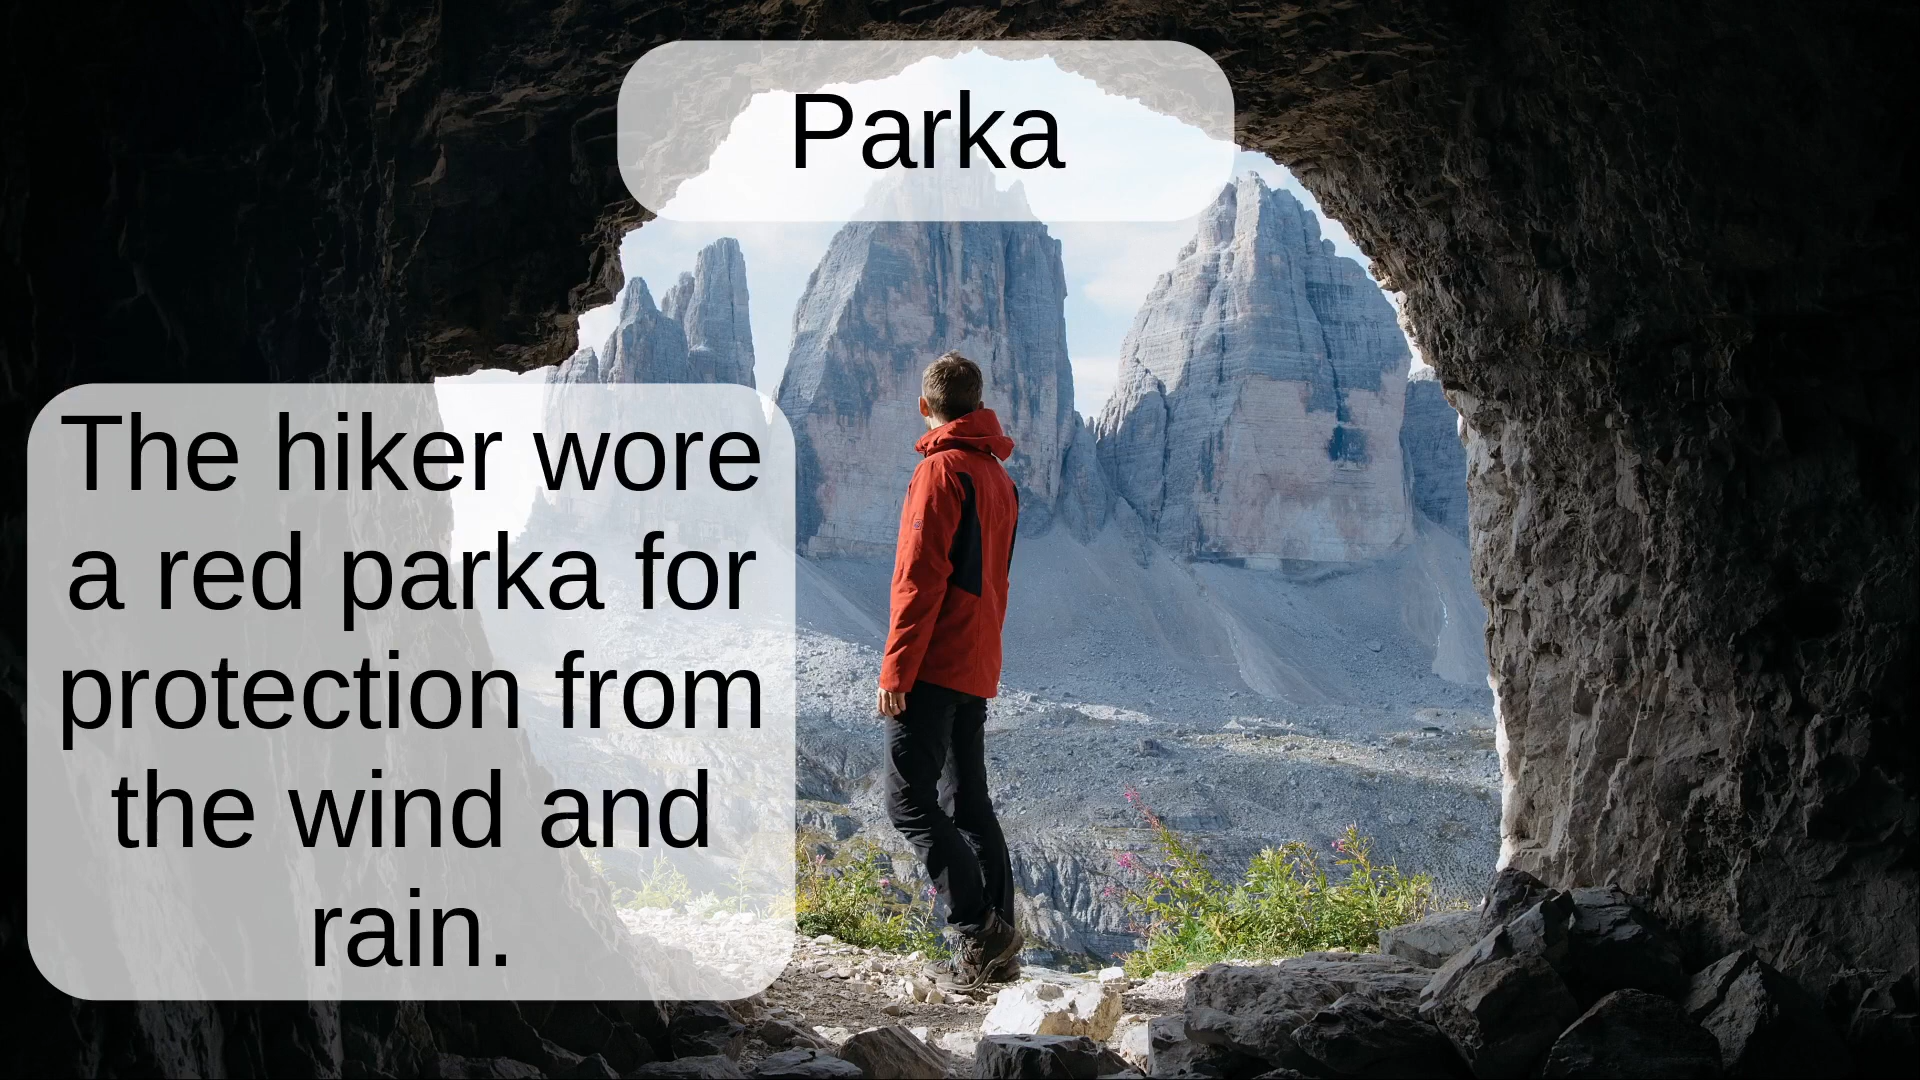 Parka
The hiker wore
a red parka for
protection from
the wind and
rain.